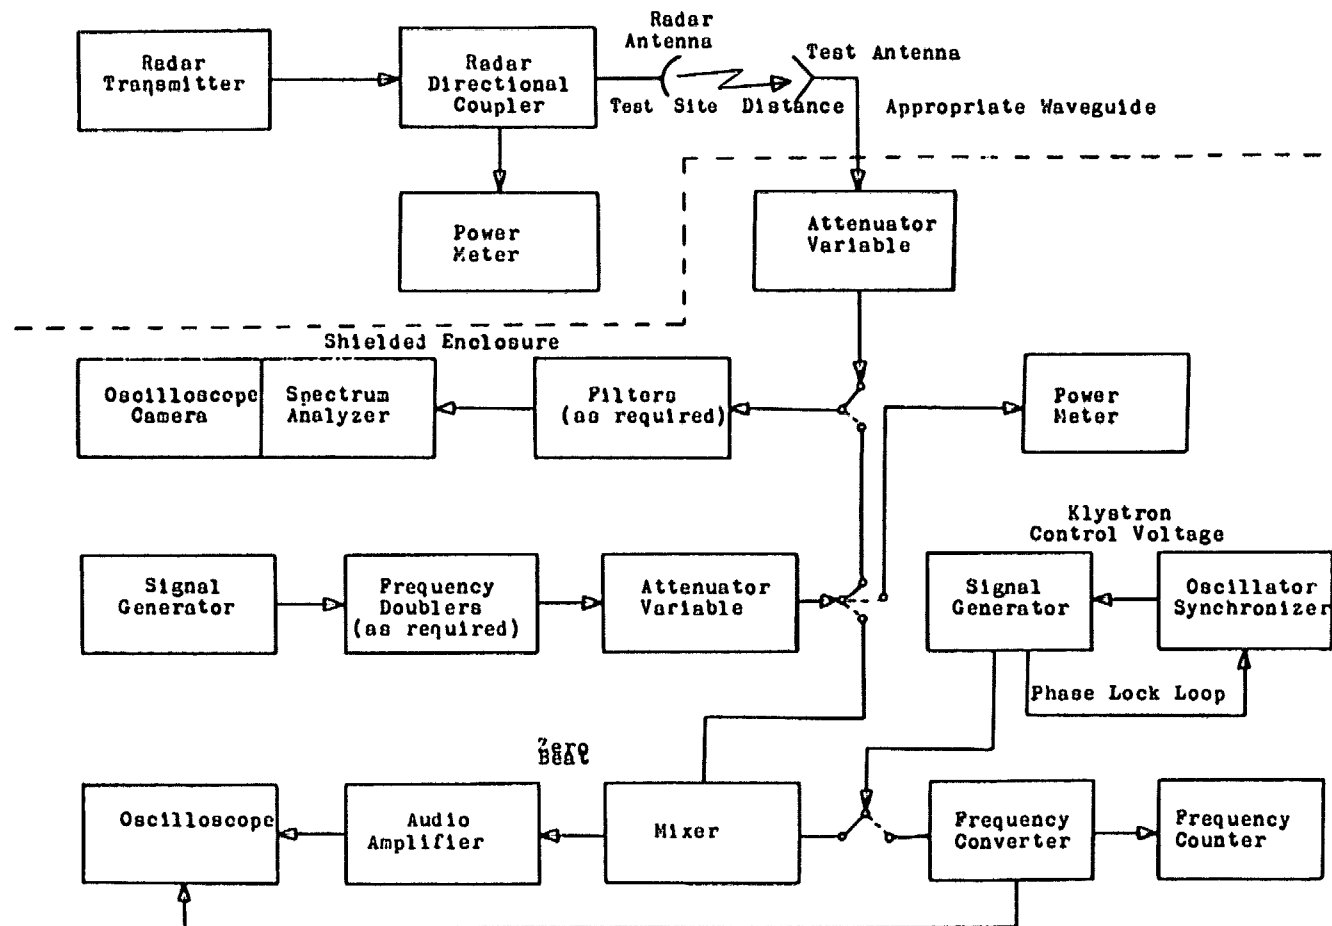 Radar
Transmitter
Radar
Directional
Coupler
Radar
Antenna
Test Antenna
Test Site Distance
Appropriate Waveguide
Power
Meter
Attenuator
Variable
Shielded Enclosure
Oscilloscope
Camera
Spectrum
Analyzer
Filters
(as required)
Power
Meter
Klystron
Control Voltage
Signal
Generator
Frequency
Doublers
(as required)
Attenuator
Variable
Signal
Generator
Oscillator
Synchronizer
Phase Lock Loop
Zero
Beat
Oscilloscope
Audio
Amplifier
Mixer
Frequency
Converter
Frequency
Counter